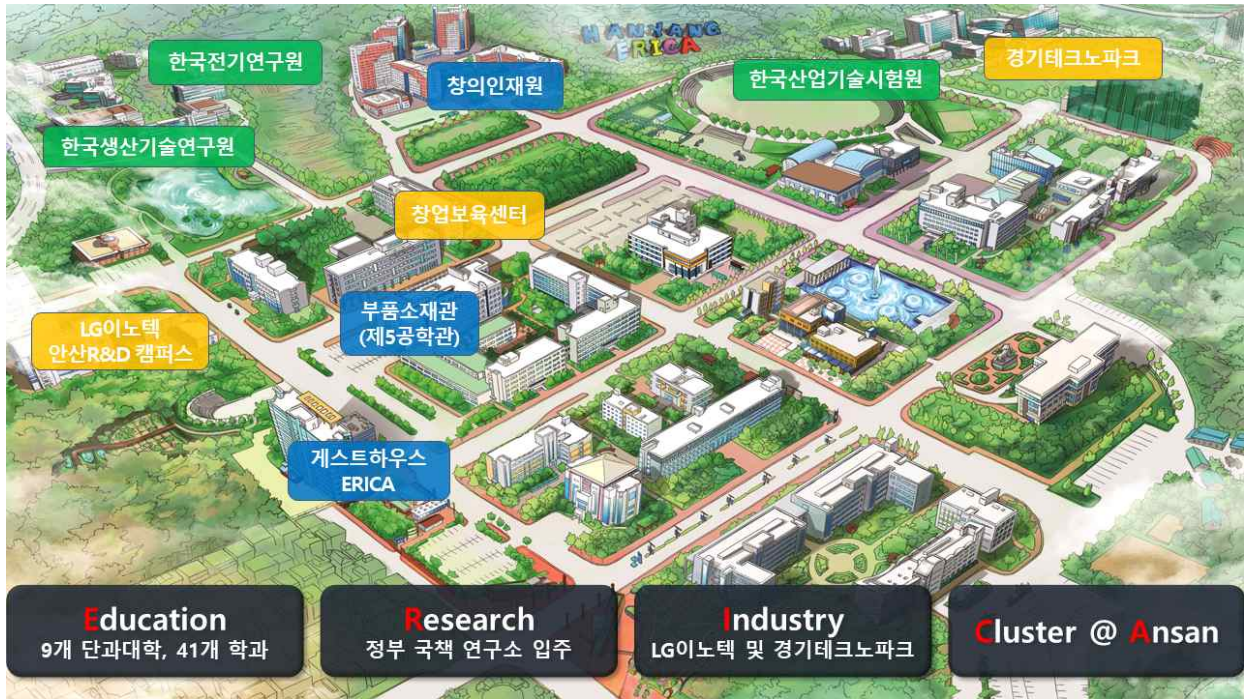 HANYANG
ERICA
한국전기연구원
창의인재원
한국산업기술시험원
경기테크노파크
한국생산기술연구원
창업보육센터
LG이노텍
안산R&D 캠퍼스
부품소재관
(제5공학관)
게스트하우스
ERICA
Education
9개 단과대학, 41개 학과
Research
정부 국책 연구소 입주
Industry
LG이노텍 및 경기테크노파크
Cluster @ Ansan